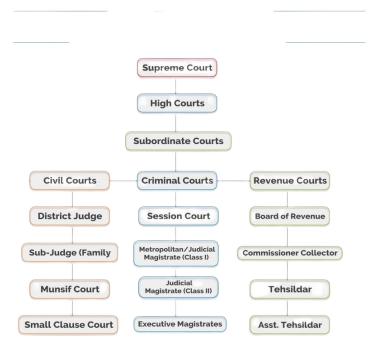 Supreme Court
High Courts
Subordinate Courts
Civil Courts
Criminal Courts
Revenue Courts
District Judge
Session Court
Board of Revenue
Sub-Judge (Family
Metropolitan/Judicial
Magistrate (Class I)
Commissioner Collector
Munsif Court
Judicial
Magistrate (Class II)
Tehsildar
Small Clause Court
Executive Magistrates
Asst. Tehsildar